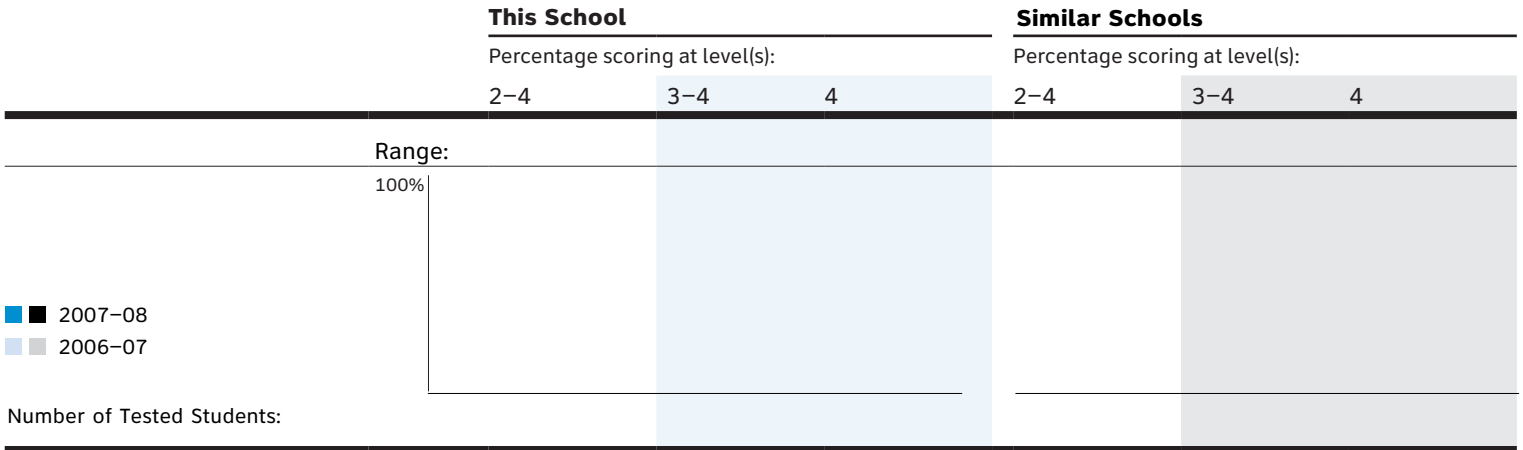 This School Similar Schools
Percentage scoring at level(s): Percentage scoring at level(s):
2–4 3–4 4 2–4 3–4 4
Range:
100%
2007–08
2006–07
Number of Tested Students: